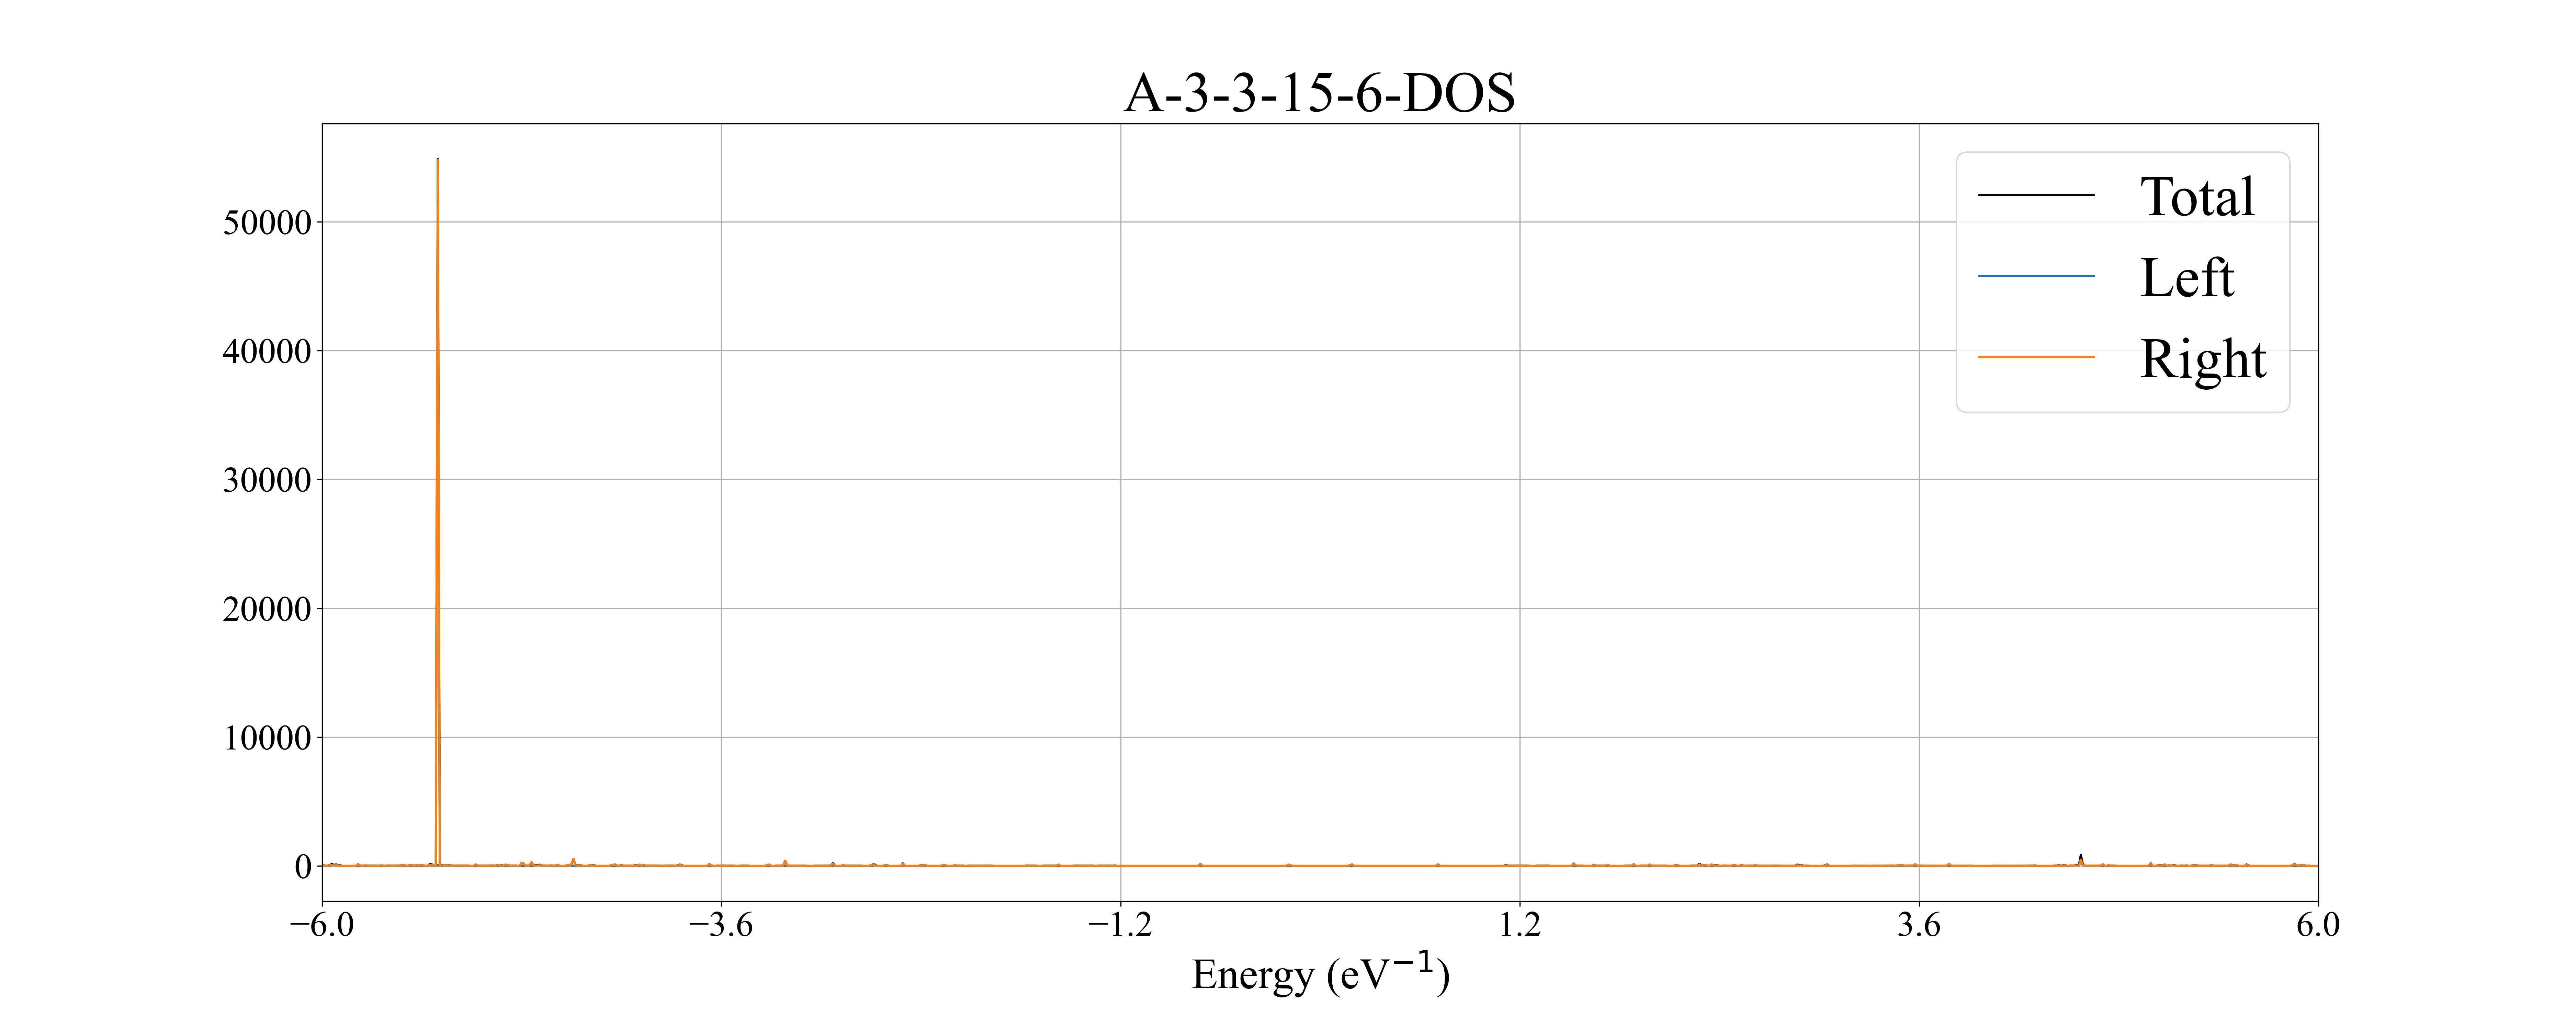 A-3-3-15-6-DOS
Total
Left
Right
50000
40000
30000
20000
10000
0
−6.0 −3.6 −1.2 1.2 3.6 6.0
Energy (eV⁻¹)